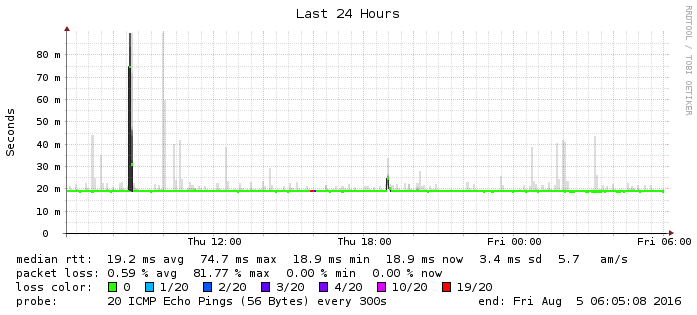 Last 24 Hours
RRDTOOL / TOBI OETIKER
Seconds
80 m
70 m
60 m
50 m
40 m
30 m
20 m
10 m
0
Thu 12:00 Thu 18:00 Fri 00:00 Fri 06:00
median rtt: 19.2 ms avg 74.7 ms max 18.9 ms min 18.9 ms now 3.4 ms sd 5.7 am/s
packet loss: 0.59 % avg 81.77 % max 0.00 % min 0.00 % now
loss color: 0 1/20 2/20 3/20 4/20 10/20 19/20
probe: 20 ICMP Echo Pings (56 Bytes) every 300s end: Fri Aug 5 06:05:08 2016